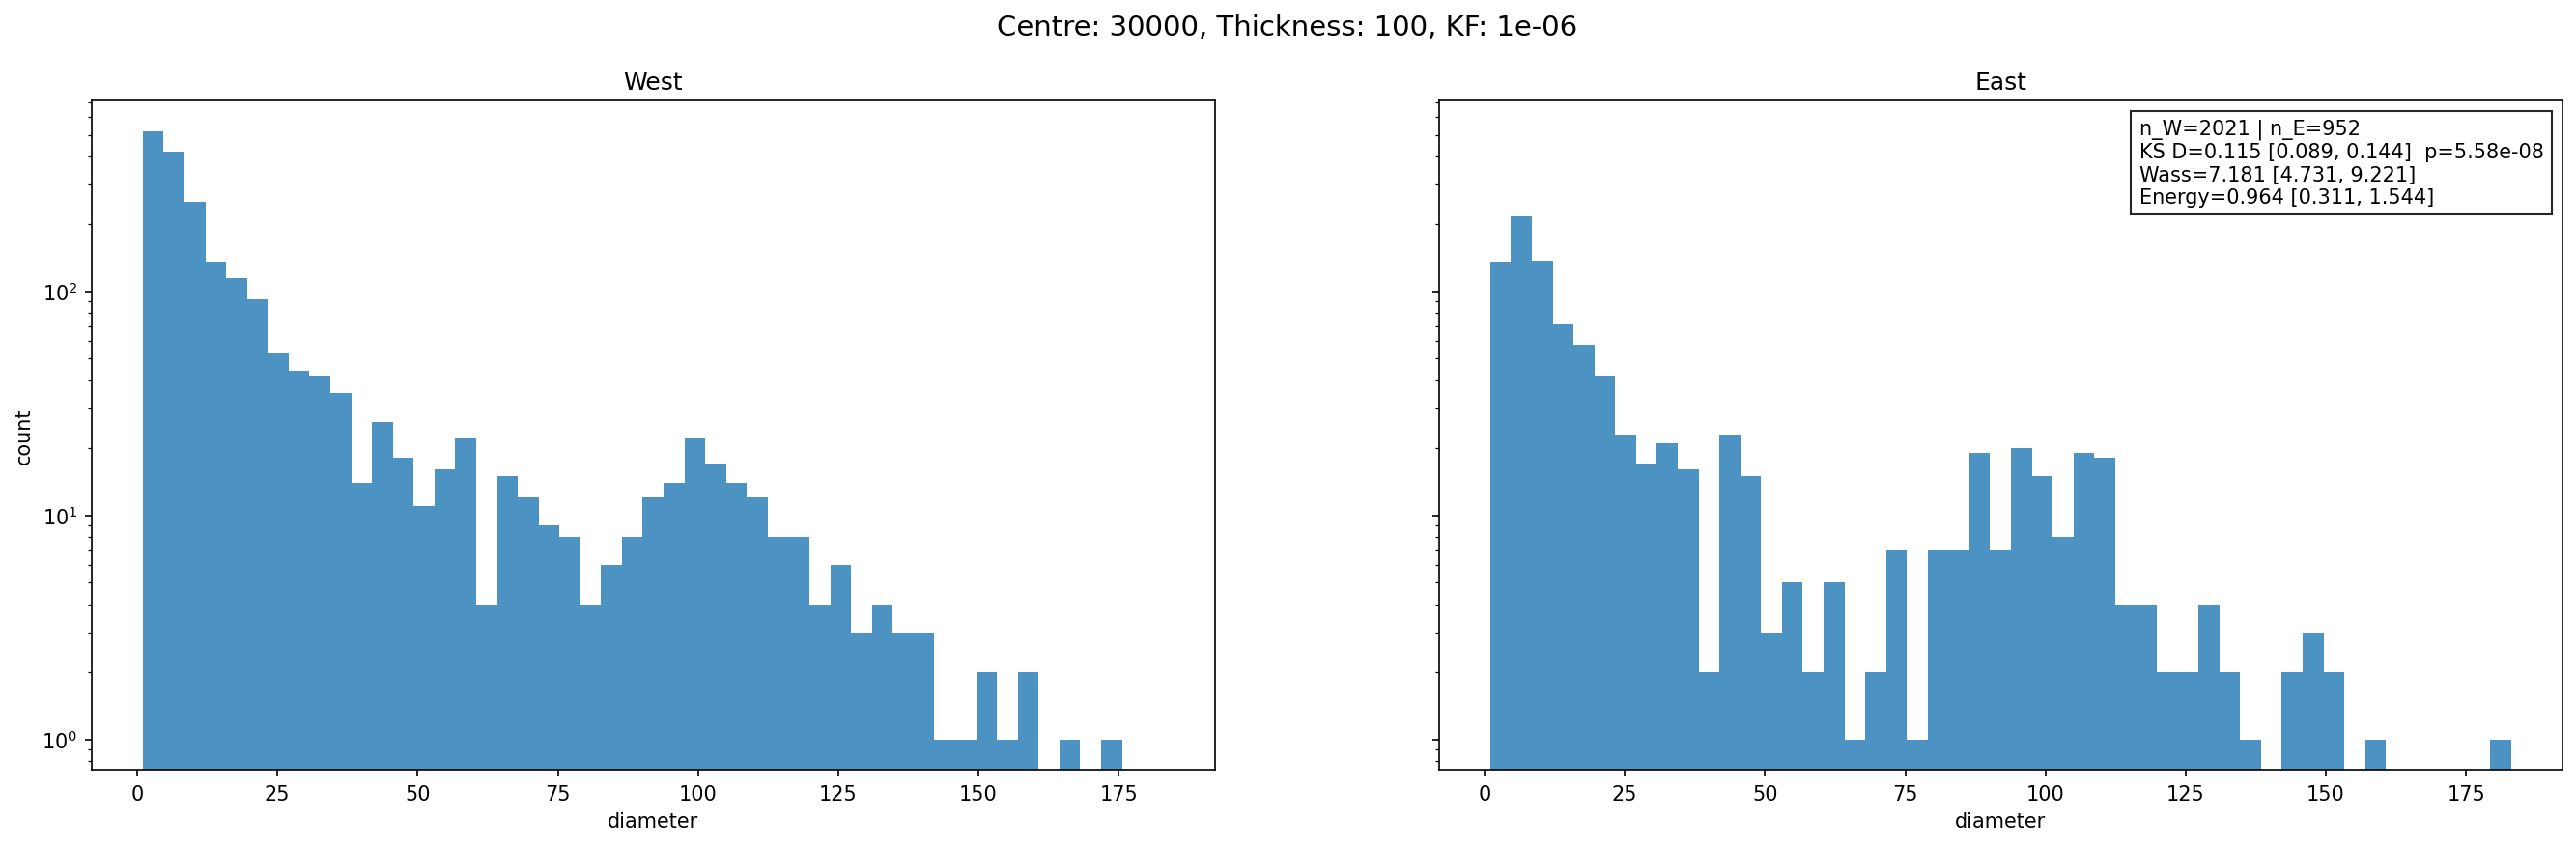 Centre: 30000, Thickness: 100, KF: 1e-06
West
East
n_W=2021 | n_E=952
KS D=0.115 [0.089, 0.144]  p=5.58e-08
Wass=7.181 [4.731, 9.221]
Energy=0.964 [0.311, 1.544]
10²
10¹
10⁰
count
0 25 50 75 100 125 150 175
0 25 50 75 100 125 150 175
diameter
diameter